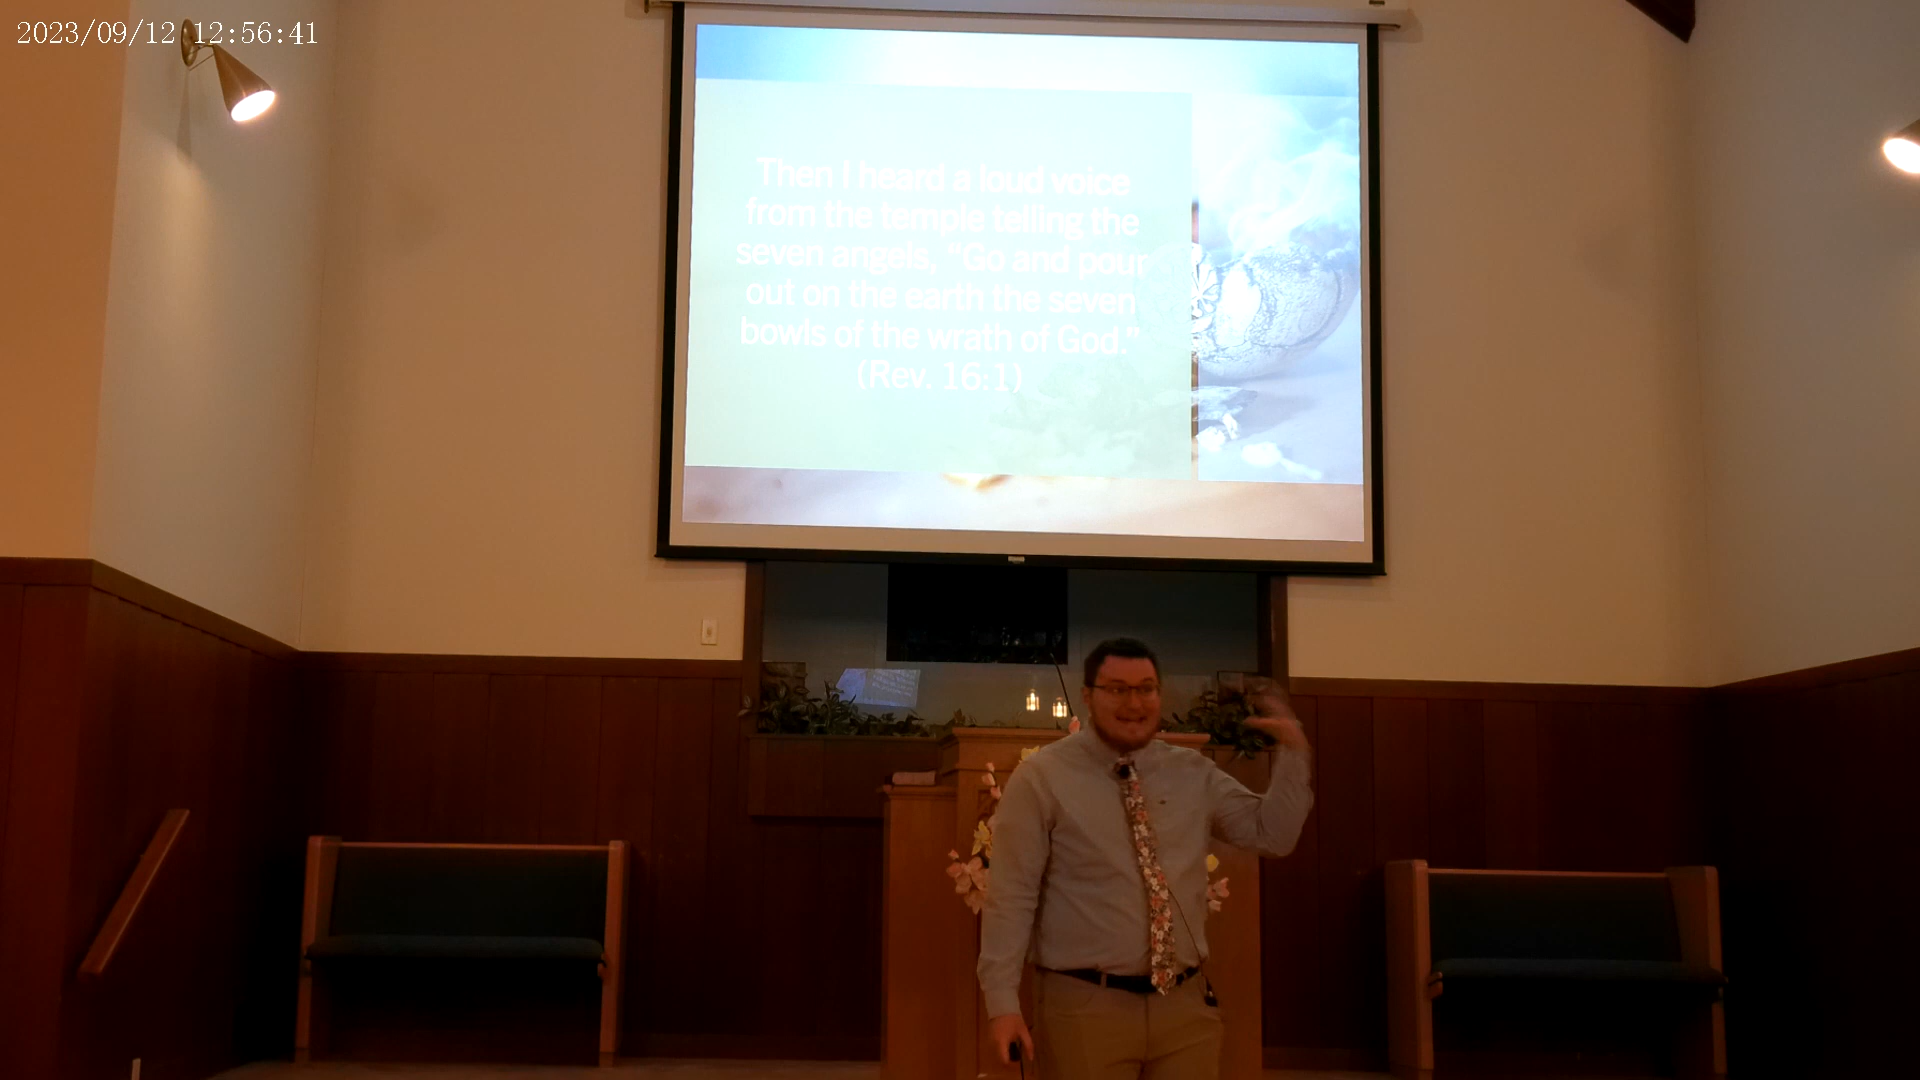 2023/09/12 12:56:41
Then I heard a loud voice
from the temple telling the
seven angels, “Go and pour
out on the earth the seven
bowls of the wrath of God.”
(Rev. 16:1)